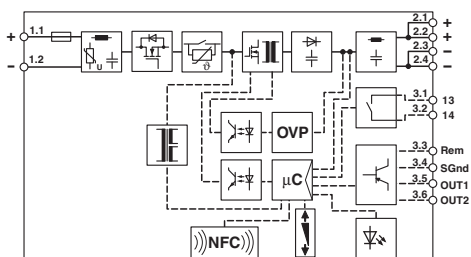 + 1.1
− 1.2
U
ϑ
2.1 +
2.2 +
2.3 −
2.4 −
OVP
3.1 13
3.2 14
μC
3.3 Rem
3.4 SGnd
3.5 OUT1
3.6 OUT2
)))NFC)))